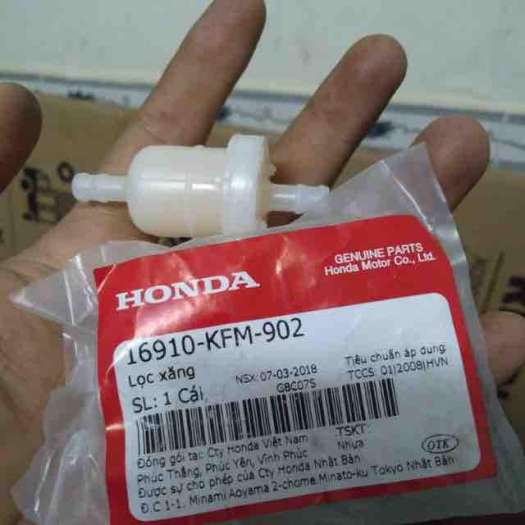 GENUINE PARTS
Honda Motor Co., Ltd.
HONDA
16910-KFM-902
Lọc xăng
NSX: 07-03-2018
Tiêu chuẩn áp dụng
SL: 1 Cái
G8C07S
TCCS: 01|2008|HVN
Đóng gói tại: Cty Honda Việt Nam
TSKT:
Phúc Thắng, Phúc Yên, Vĩnh Phúc
Nhựa
OTK
Được sự cho phép của Cty Honda Nhật Bản
Đ.C 1-1, Minami Aoyama 2-chome, Minato-ku Tokyo Nhật Bản